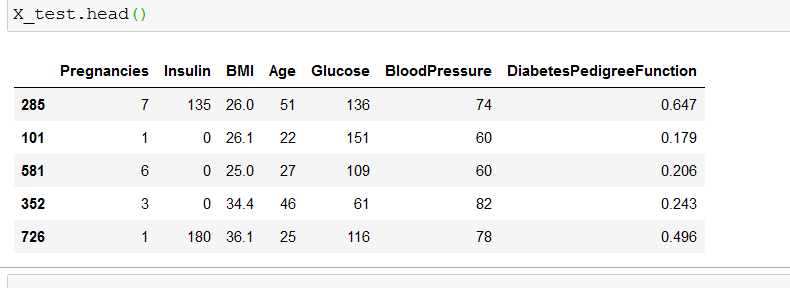 X_test.head()
Pregnancies Insulin BMI Age Glucose BloodPressure DiabetesPedigreeFunction
285 7 135 26.0 51 136 74 0.647
101 1 0 26.1 22 151 60 0.179
581 6 0 25.0 27 109 60 0.206
352 3 0 34.4 46 61 82 0.243
726 1 180 36.1 25 116 78 0.496